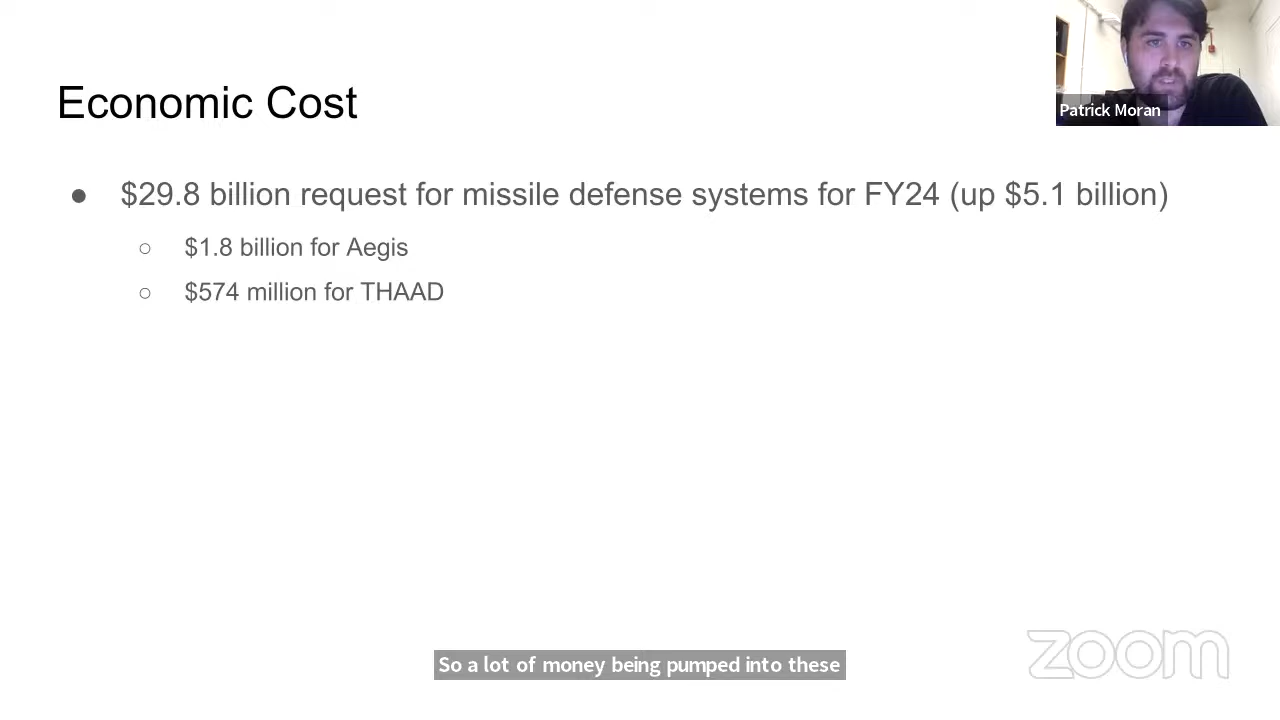 Patrick Moran
Economic Cost
● $29.8 billion request for missile defense systems for FY24 (up $5.1 billion)
○ $1.8 billion for Aegis
○ $574 million for THAAD
So a lot of money being pumped into these
zoom